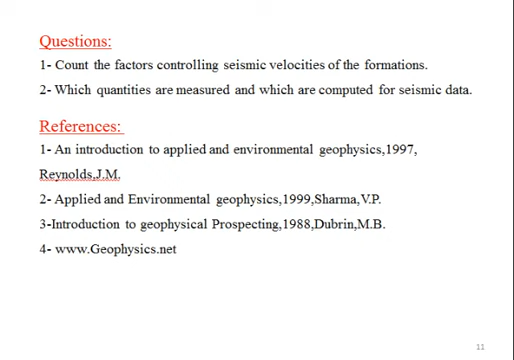 Questions:
1- Count the factors controlling seismic velocities of the formations.
2- Which quantities are measured and which are computed for seismic data.
References:
1- An introduction to applied and environmental geophysics,1997,
Reynolds,J.M.
2- Applied and Environmental geophysics,1999,Sharma,V.P.
3-Introduction to geophysical Prospecting,1988,Dubrin,M.B.
4- www.Geophysics.net
11